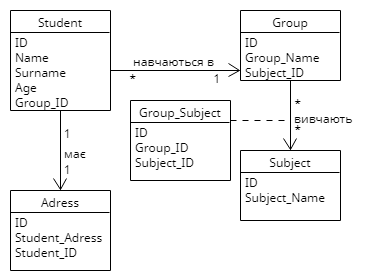 Student
ID
Name
Surname
Age
Group_ID
навчаються в
*
1
Group
ID
Group_Name
Subject_ID
Group_Subject
ID
Group_ID
Subject_ID
*
вивчають
*
1
має
1
Subject
ID
Subject_Name
Adress
ID
Student_Adress
Student_ID